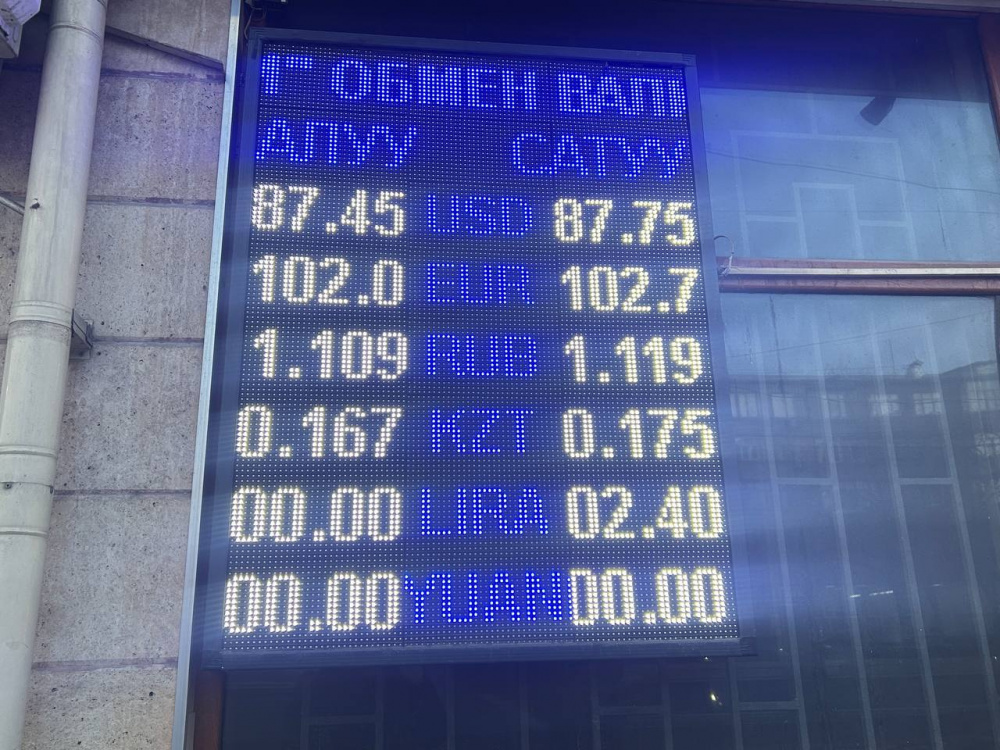 ОБМЕН ВАЛ
АЛУУ САТУУ
87.45 USD 87.75
102.0 EUR 102.7
1.109 RUB 1.119
0.167 KZT 0.175
00.00 LIRA 02.40
00.00 YUAN 00.00